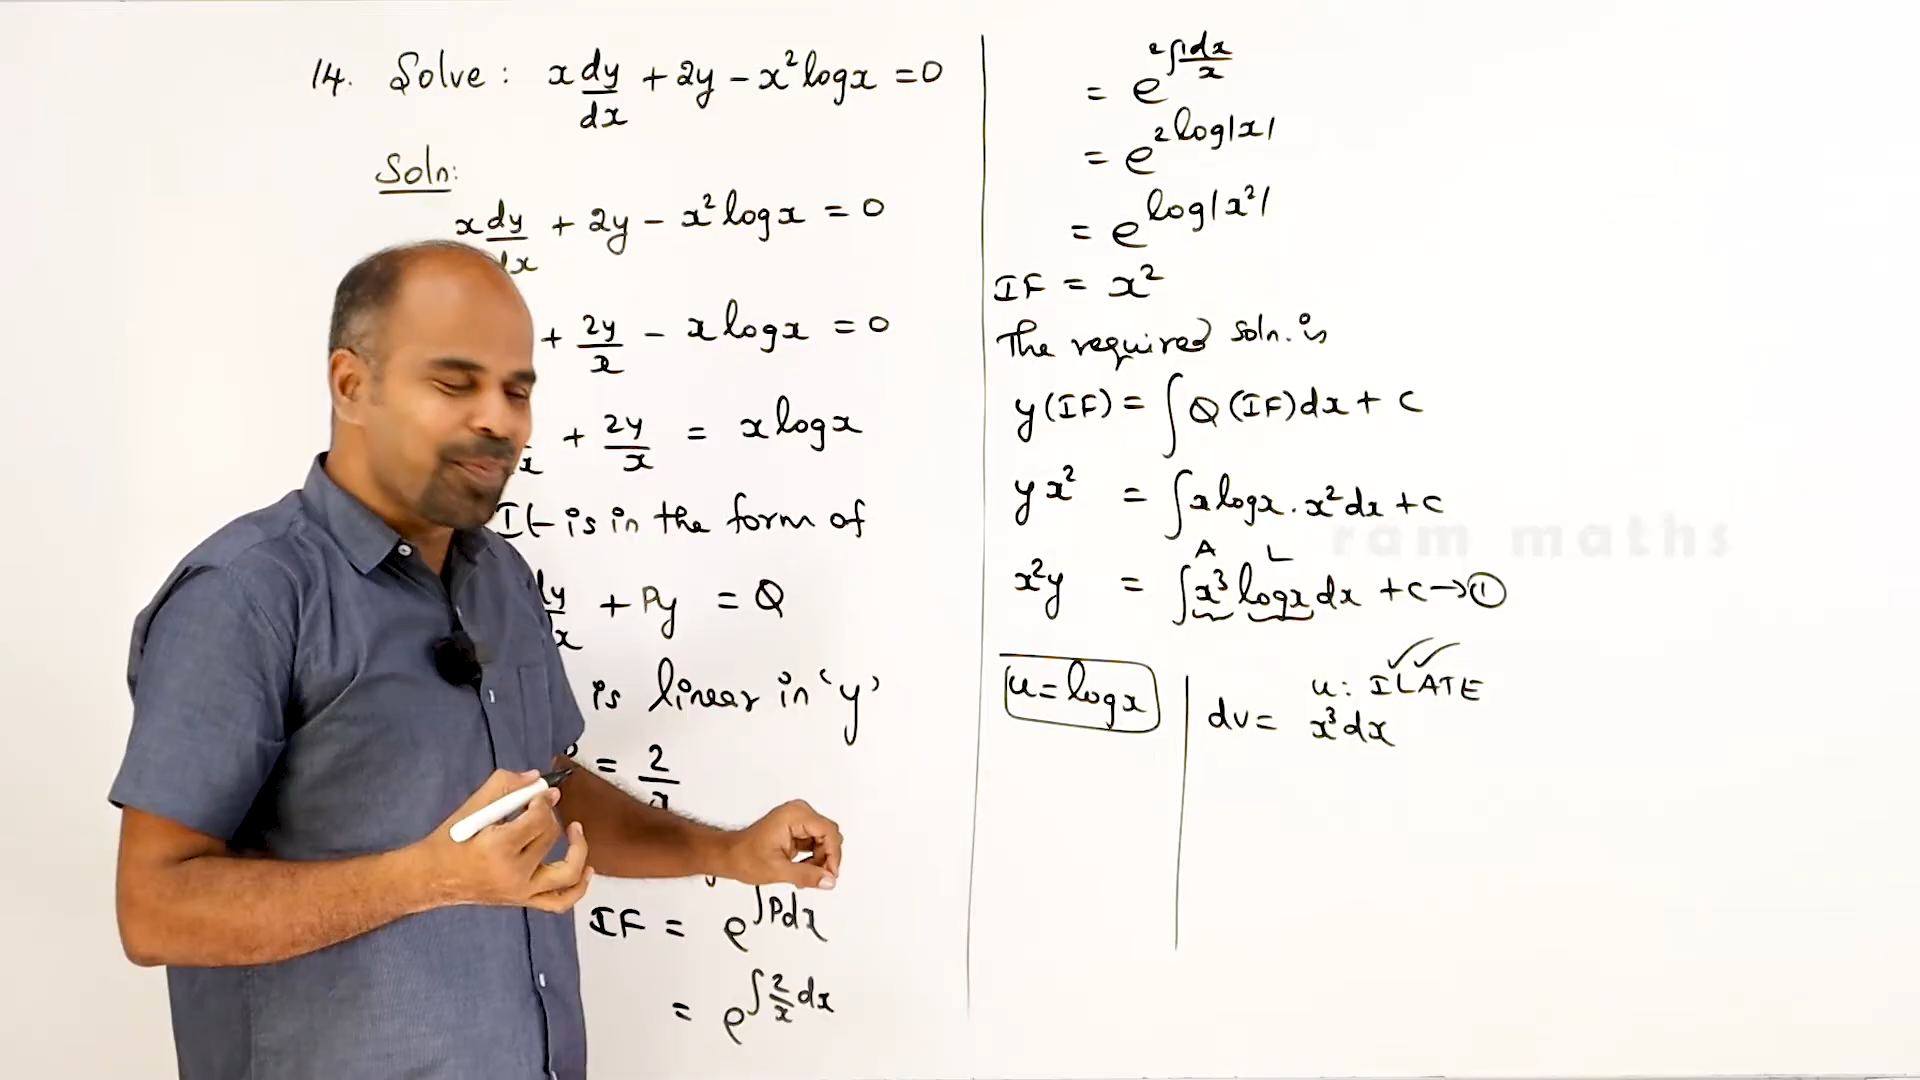 14. Solve: x dy/dx + 2y - x² log x = 0
Soln:
x dy/dx + 2y - x² log x = 0
+ 2y/x - x log x = 0
+ 2y/x = x log x
It is in the form of
dy/x + Py = Q
is linear in 'y'
= 2/x
IF = e^∫Pdx
= e^∫2/x dx
= e^2∫1dx/x
= e^2log|x|
= e^log|x²|
IF = x²
The required soln. is
y(IF) = ∫Q(IF)dx + c
yx² = ∫x log x . x² dx + c
A L
x²y = ∫x³ log x dx + c → ①
u = log x
u: ILATE
dv = x³dx
ram maths